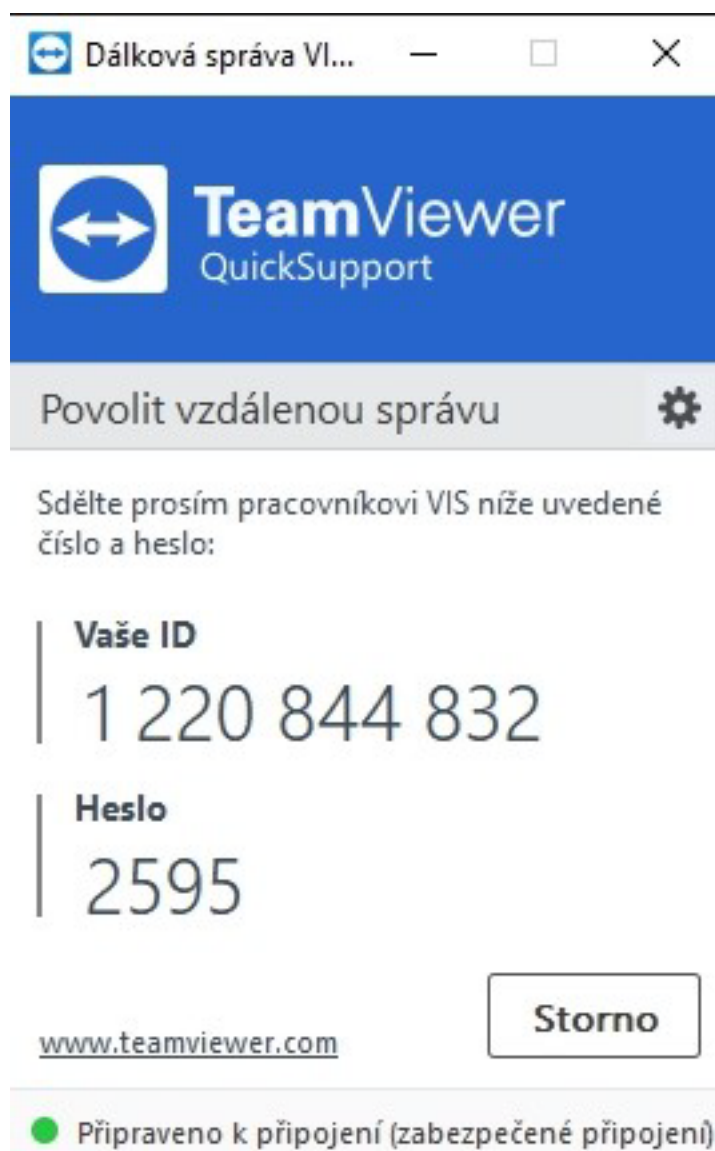 Dálková správa VI...
TeamViewer
QuickSupport
Povolit vzdálenou správu
Sdělte prosím pracovníkovi VIS níže uvedené
číslo a heslo:
Vaše ID
1 220 844 832
Heslo
2595
Storno
www.teamviewer.com
Připraveno k připojení (zabezpečené připojení)